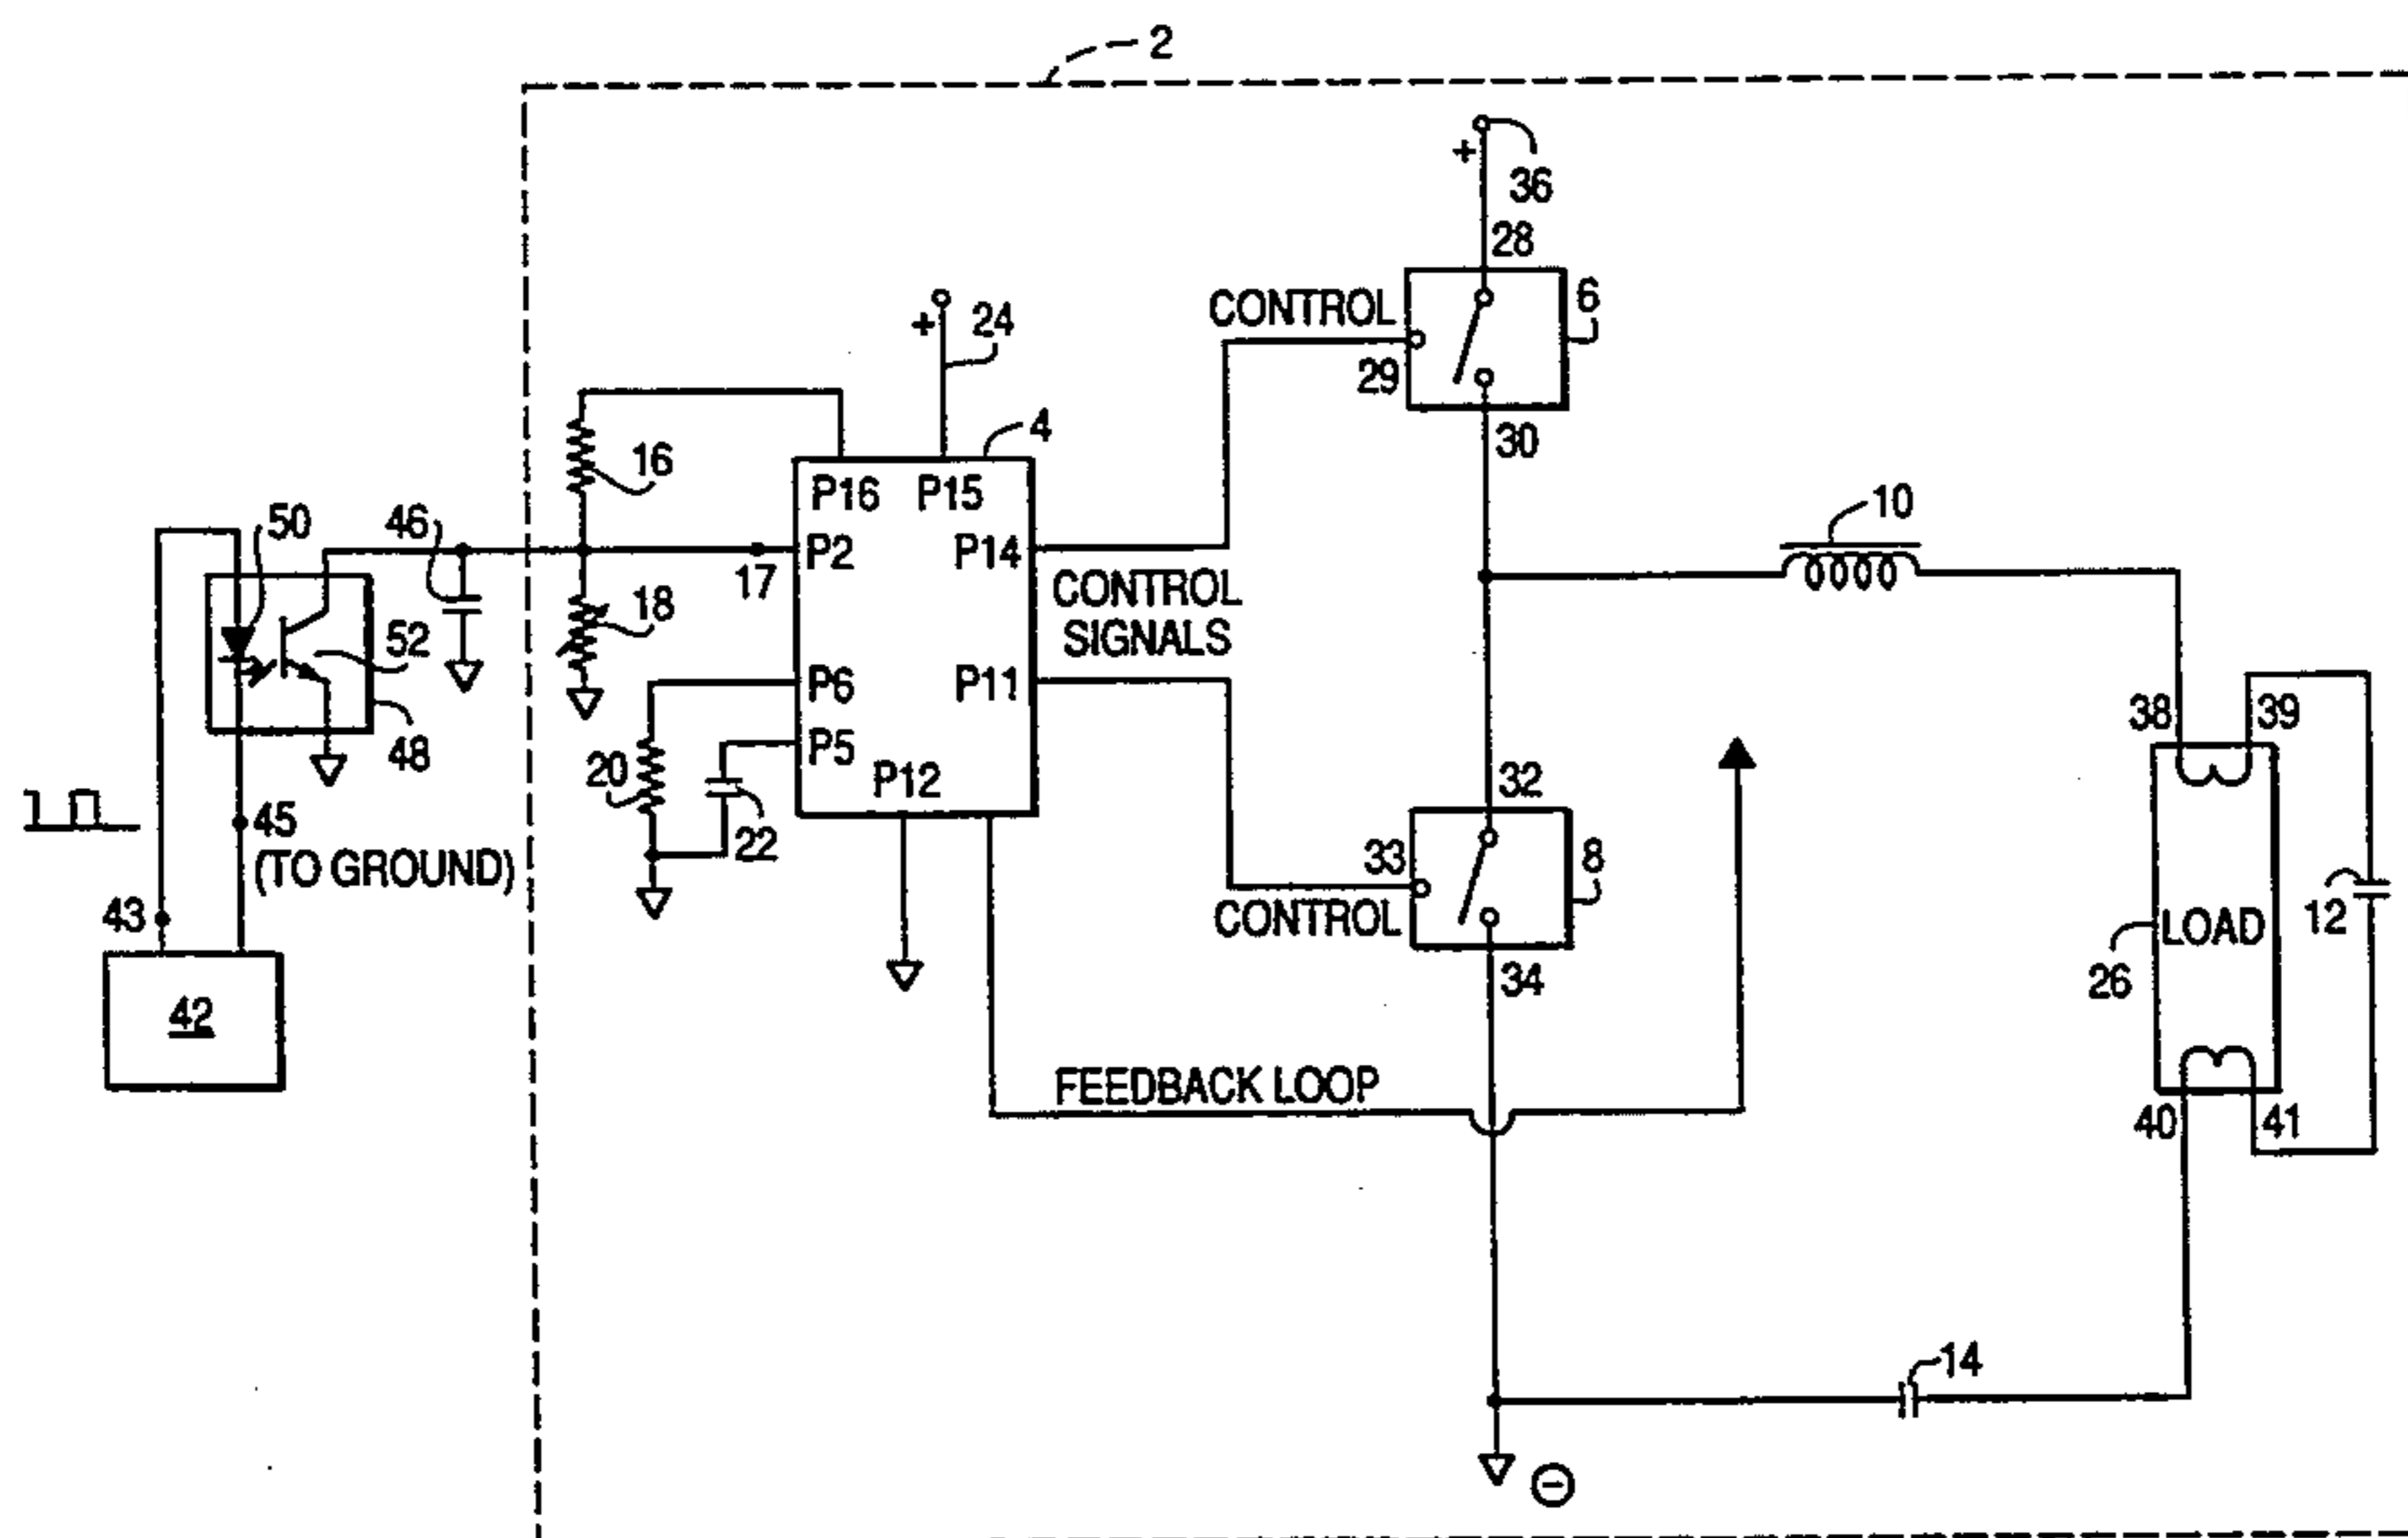 2
+
36
28
CONTROL
6
29
30
+
24
4
16
P16 P15
10
50
46
P2
P14
17
CONTROL
SIGNALS
18
52
P6
P11
38
39
48
P5
20
P12
22
32
45
(TO GROUND)
33
8
43
CONTROL
LOAD
12
34
26
42
FEEDBACK LOOP
40
41
14
−